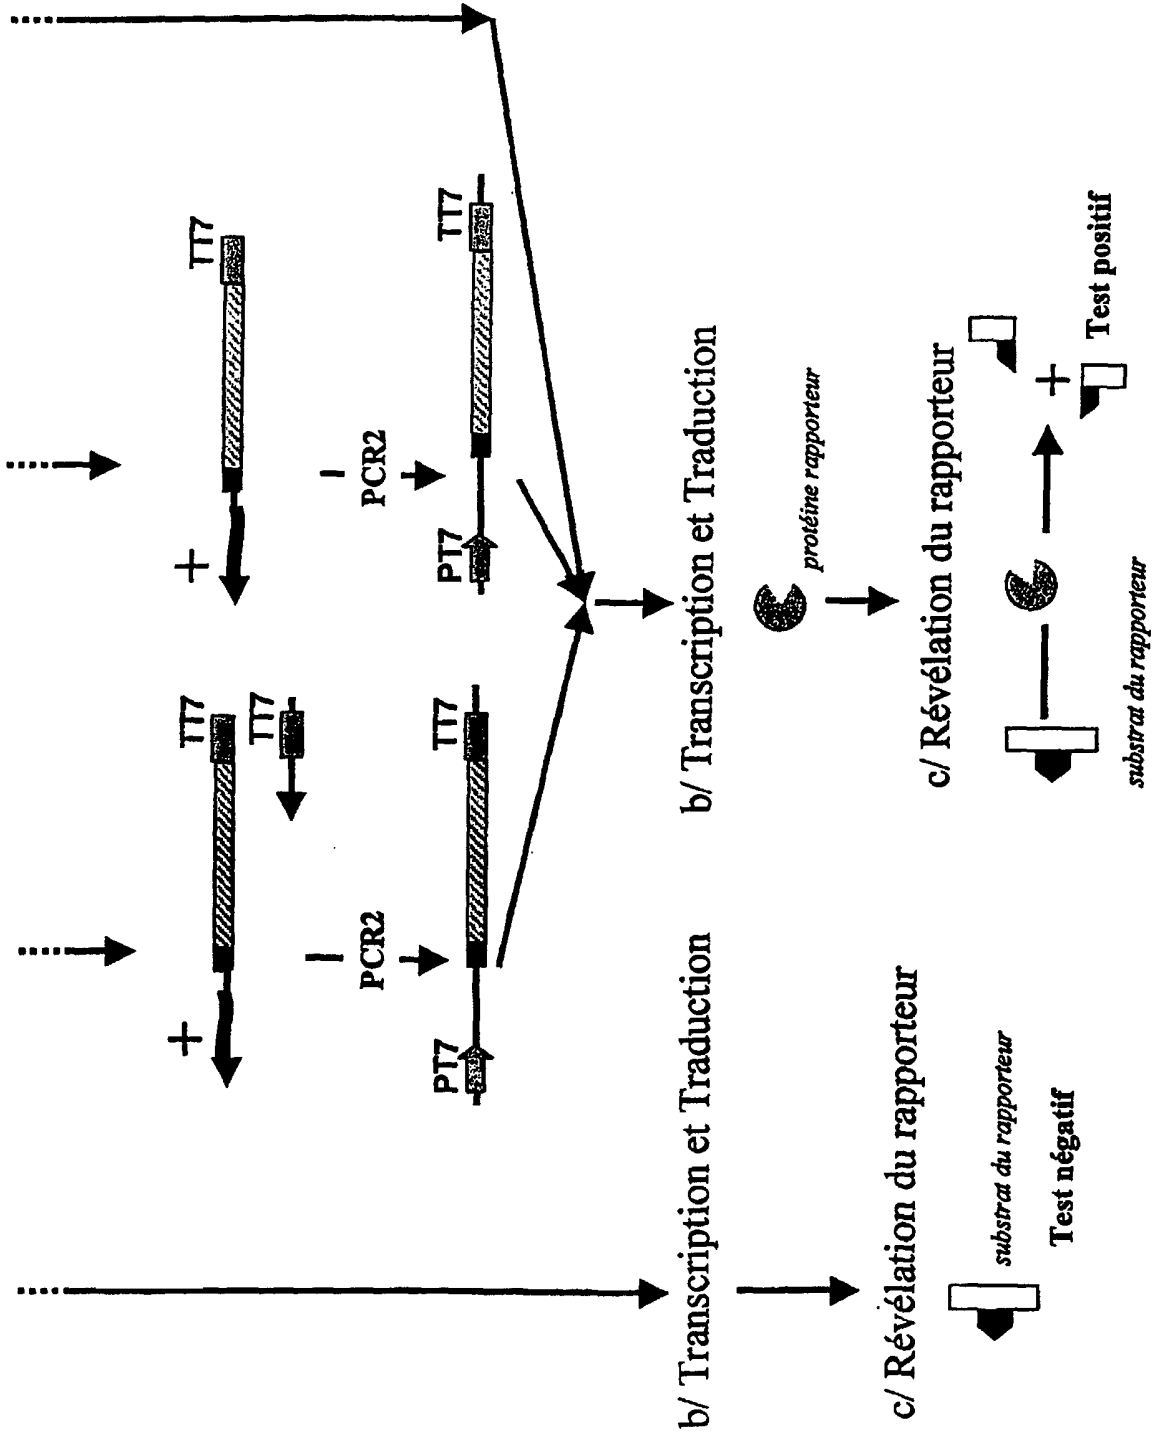 TT7
TT7
TT7
PCR2
PCR2
PT7
TT7
PT7
TT7
b/ Transcription et Traduction
b/ Transcription et Traduction
protéine rapporteur
c/ Révélation du rapporteur
c/ Révélation du rapporteur
substrat du rapporteur
Test négatif
substrat du rapporteur
Test positif